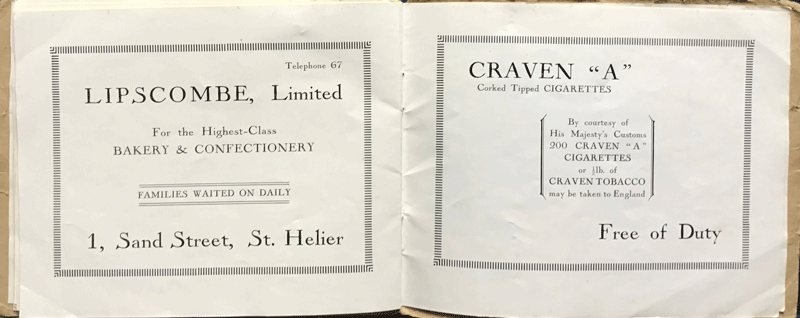 Telephone 67
LIPSCOMBE, Limited
For the Highest-Class
BAKERY & CONFECTIONERY
FAMILIES WAITED ON DAILY
1, Sand Street, St. Helier
CRAVEN "A"
Corked Tipped CIGARETTES
By courtesy of
His Majesty's Customs
200 CRAVEN "A"
CIGARETTES
or ½lb. of
CRAVEN TOBACCO
may be taken to England
Free of Duty